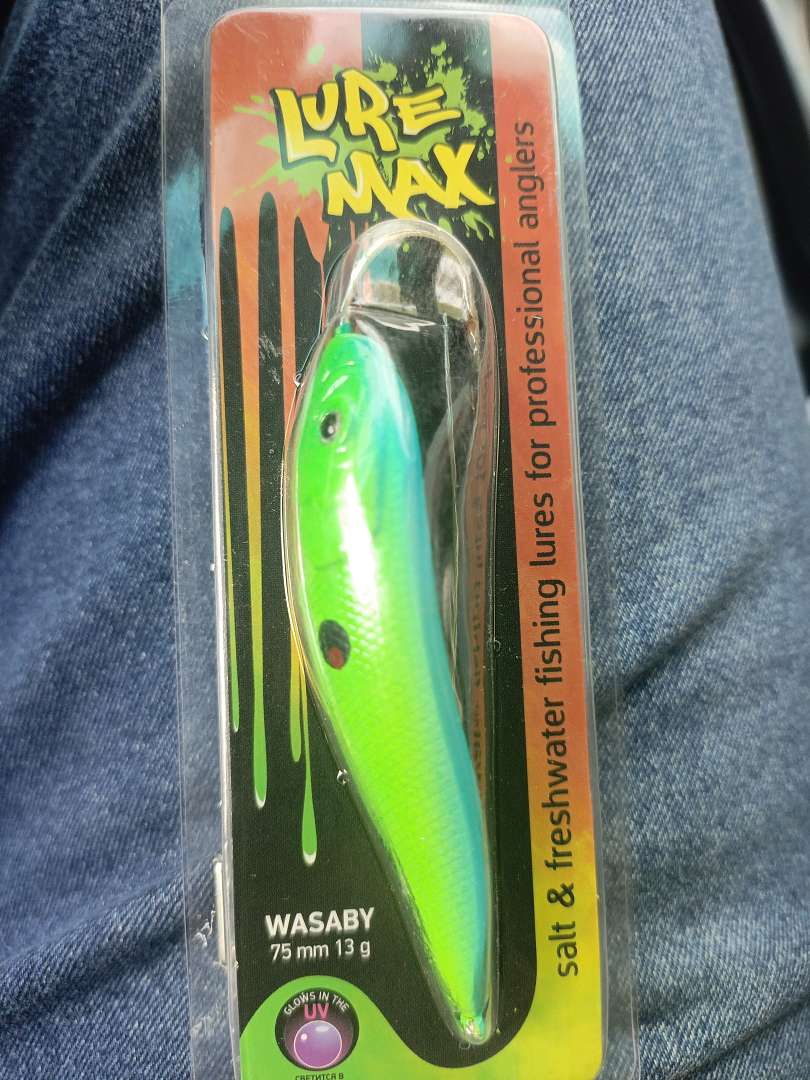 LURE
MAX
salt & freshwater fishing lures for professional anglers
WASABY
75 mm 13 g
GLOWS IN THE
UV
СВЕТИТСЯ В